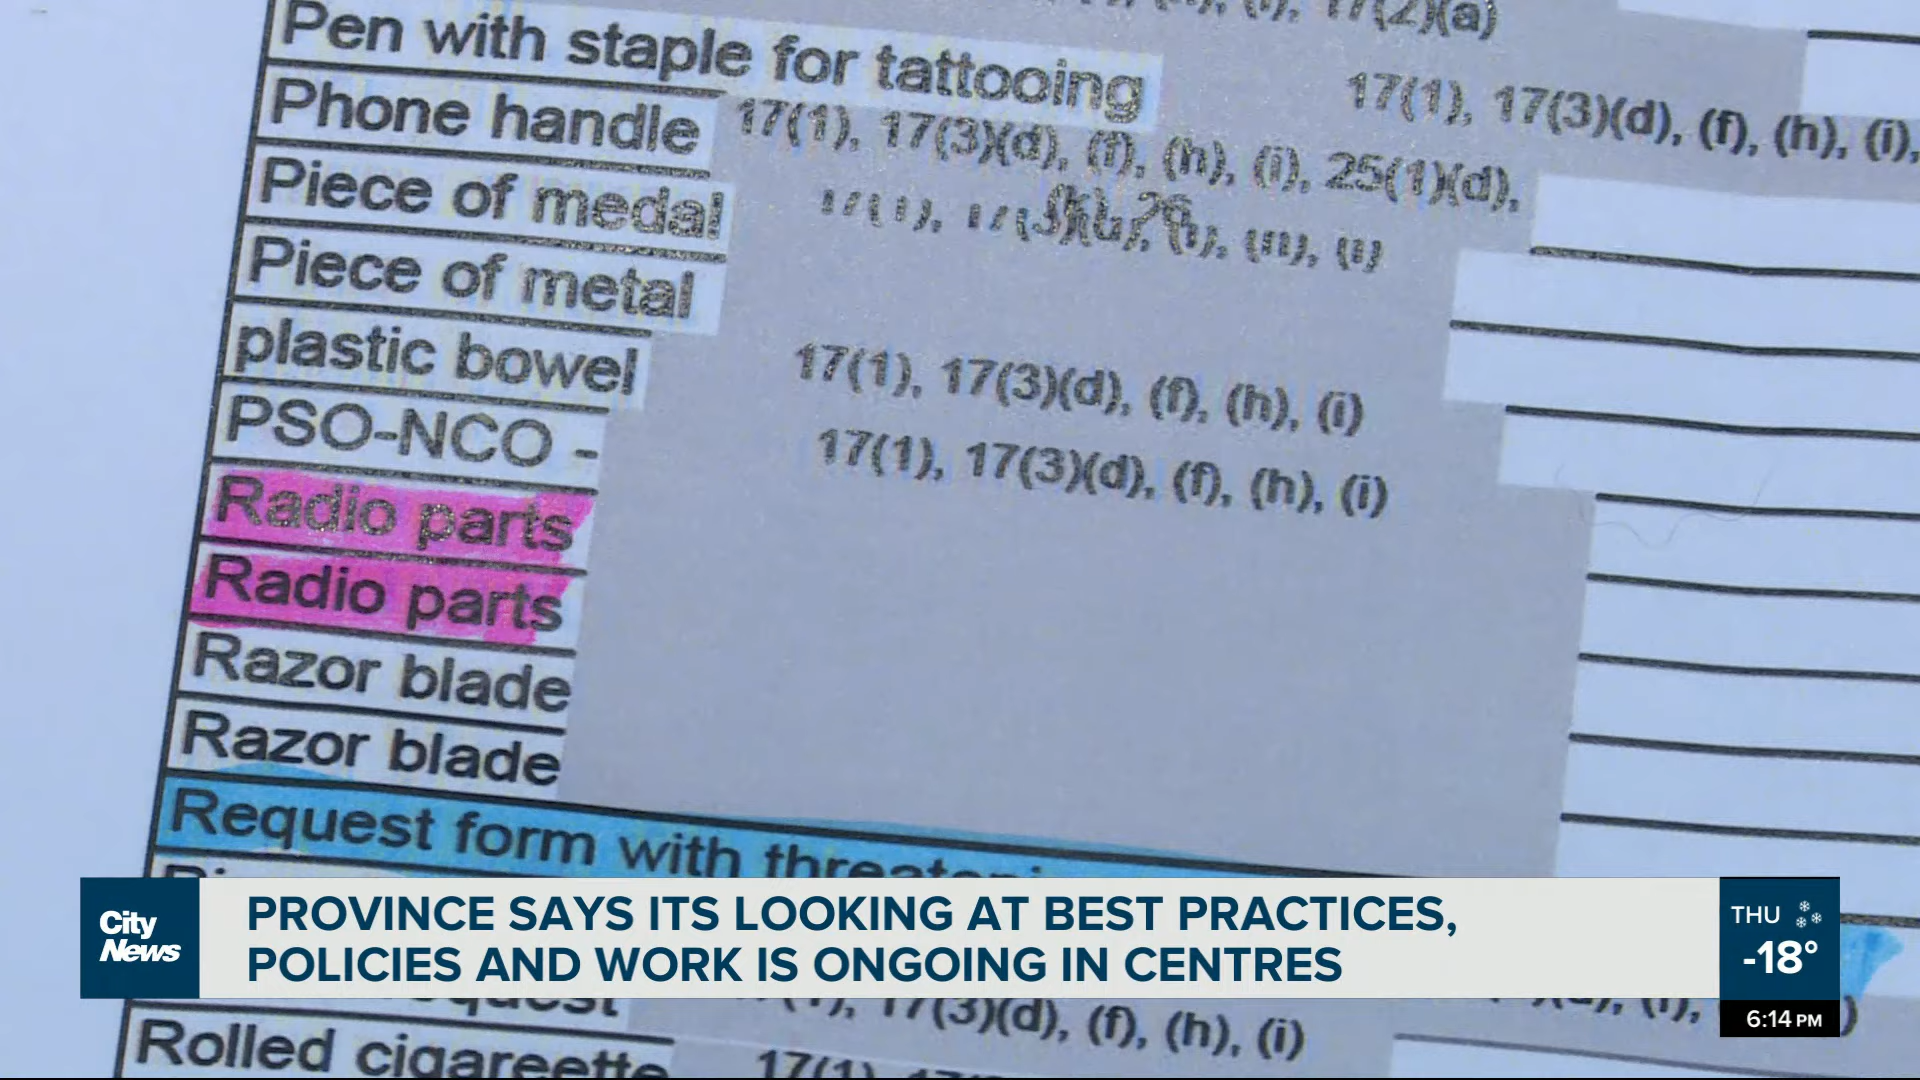 17(2)(a)
Pen with staple for tattooing
17(1), 17(3)(d), (f), (h), (i),
Phone handle
17(1), 17(3)(d), (f), (h), (i), 25(1)(d),
Piece of medal
Piece of metal
plastic bowel
17(1), 17(3)(d), (f), (h), (i)
PSO-NCO -
17(1), 17(3)(d), (f), (h), (i)
Radio parts
Radio parts
Razor blade
Razor blade
Request form with
City
News
PROVINCE SAYS ITS LOOKING AT BEST PRACTICES,
POLICIES AND WORK IS ONGOING IN CENTRES
THU
-18°
6:14 PM
17(3)(d), (f), (h), (i)
Rolled cigareette
17(1)